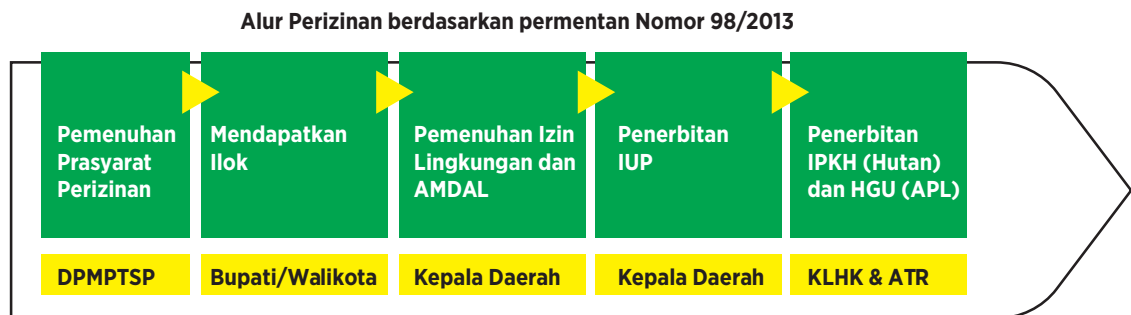 Alur Perizinan berdasarkan permentan Nomor 98/2013
Pemenuhan
Prasyarat
Perizinan
Mendapatkan
Ilok
Pemenuhan Izin
Lingkungan dan
AMDAL
Penerbitan
IUP
Penerbitan
IPKH (Hutan)
dan HGU (APL)
DPMPTSP
Bupati/Walikota
Kepala Daerah
Kepala Daerah
KLHK & ATR